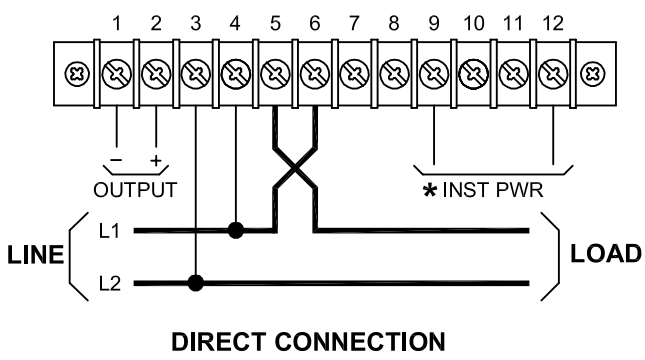 1 2 3 4 5 6 7 8 9 10 11 12
− +
OUTPUT
* INST PWR
L1
LINE
LOAD
L2
DIRECT CONNECTION